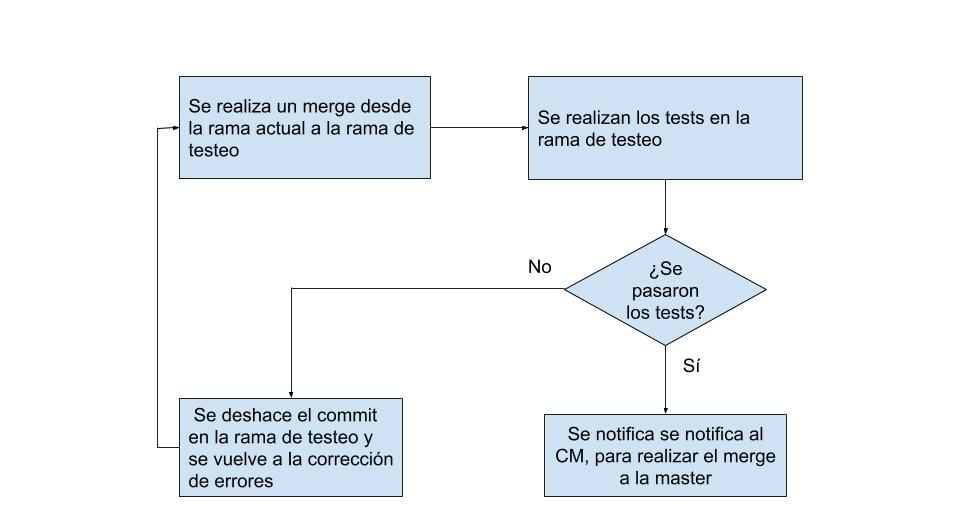 Se realiza un merge desde
la rama actual a la rama de
testeo
Se realizan los tests en la
rama de testeo
¿Se
pasaron
los tests?
No
Sí
Se deshace el commit
en la rama de testeo y
se vuelve a la corrección
de errores
Se notifica se notifica al
CM, para realizar el merge
a la master